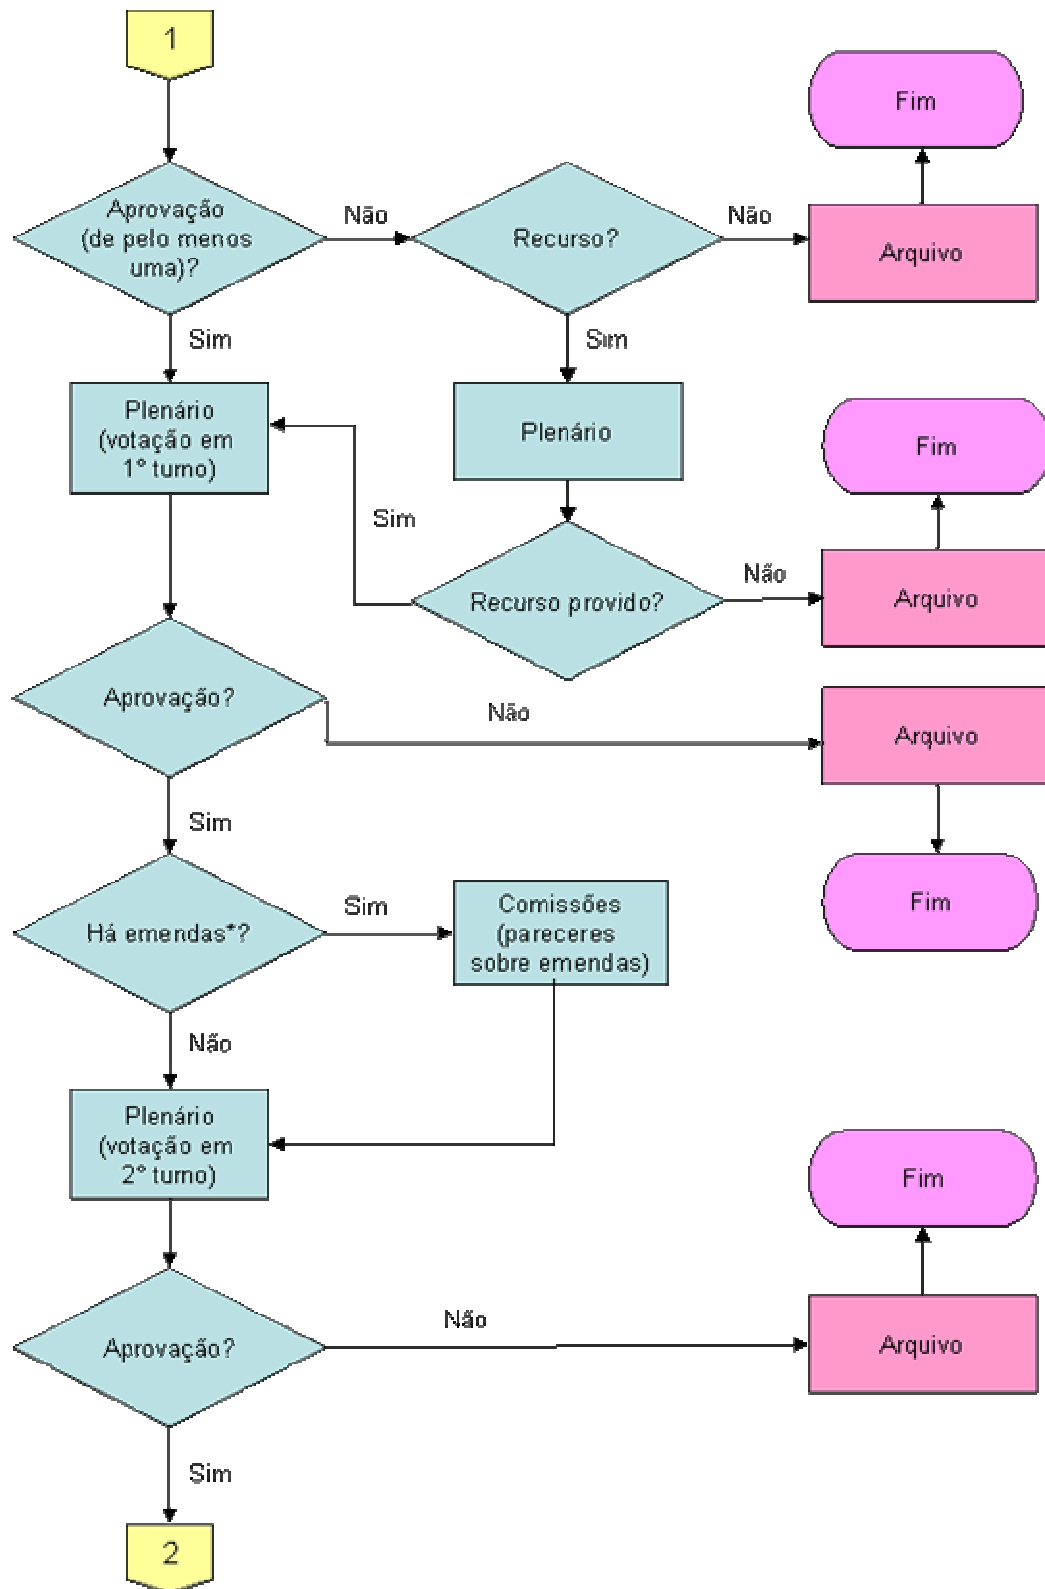 1
Fim
Aprovação
(de pelo menos
uma)?
Não
Recurso?
Não
Arquivo
Sim
Sim
Plenário
(votação em
1º turno)
Plenário
Fim
Sim
Recurso provido?
Não
Arquivo
Aprovação?
Não
Arquivo
Sim
Fim
Há emendas*?
Sim
Comissões
(pareceres
sobre emendas)
Não
Plenário
(votação em
2º turno)
Fim
Aprovação?
Não
Arquivo
Sim
2